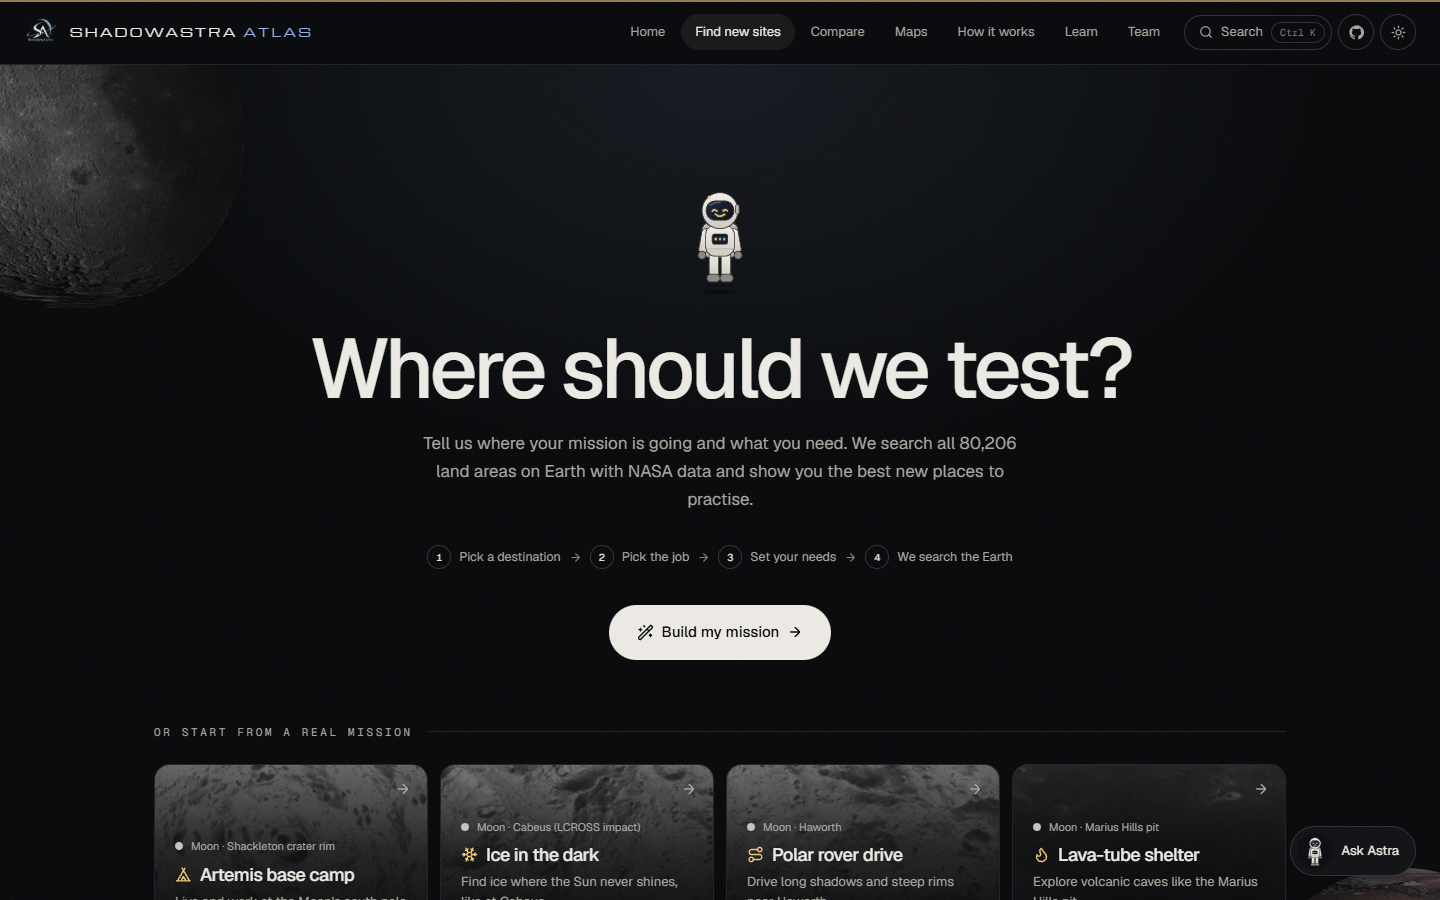 SHADOWASTRA ATLAS
Home
Find new sites
Compare
Maps
How it works
Learn
Team
Search
Ctrl K
Where should we test?
Tell us where your mission is going and what you need. We search all 80,206
land areas on Earth with NASA data and show you the best new places to
practise.
1 Pick a destination → 2 Pick the job → 3 Set your needs → 4 We search the Earth
Build my mission →
OR START FROM A REAL MISSION
Moon · Shackleton crater rim
Artemis base camp
Moon · Cabeus (LCROSS impact)
Ice in the dark
Find ice where the Sun never shines,
Moon · Haworth
Polar rover drive
Drive long shadows and steep rims
Moon · Marius Hills pit
Lava-tube shelter
Explore volcanic caves like the Marius
Ask Astra